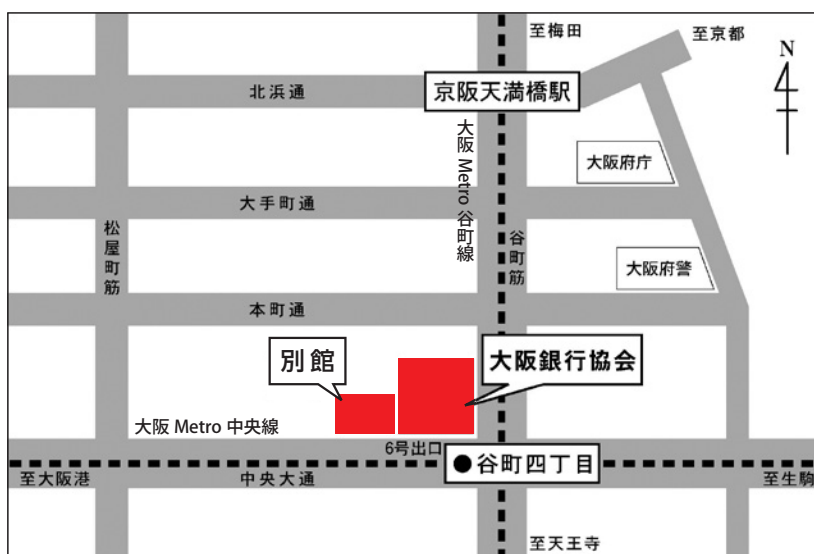 至梅田
至京都
N
北浜通
京阪天満橋駅
大阪 Metro 谷町線
大阪府庁
大手町通
松屋町筋
谷町筋
大阪府警
本町通
別館
大阪銀行協会
大阪 Metro 中央線
6号出口
谷町四丁目
至大阪港
中央大通
至生駒
至天王寺